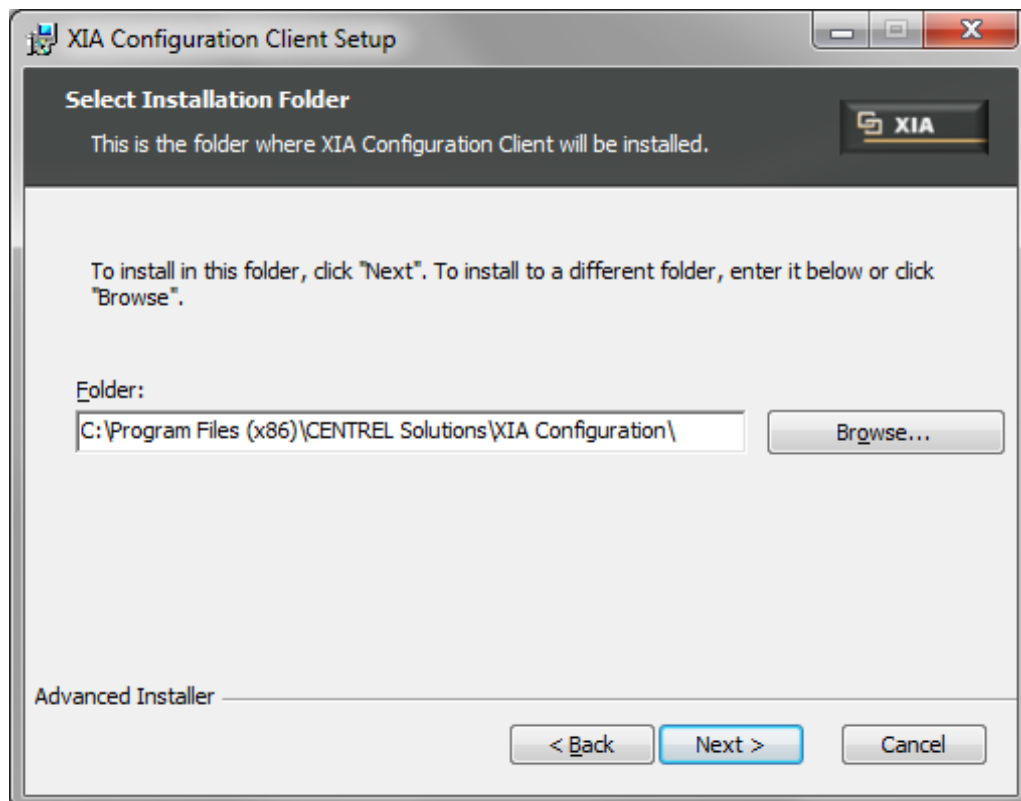 XIA Configuration Client Setup
Select Installation Folder
This is the folder where XIA Configuration Client will be installed.
XIA
To install in this folder, click "Next". To install to a different folder, enter it below or click
"Browse".
Folder:
C:\Program Files (x86)\CENTREL Solutions\XIA Configuration\
Browse...
Advanced Installer
< Back
Next >
Cancel